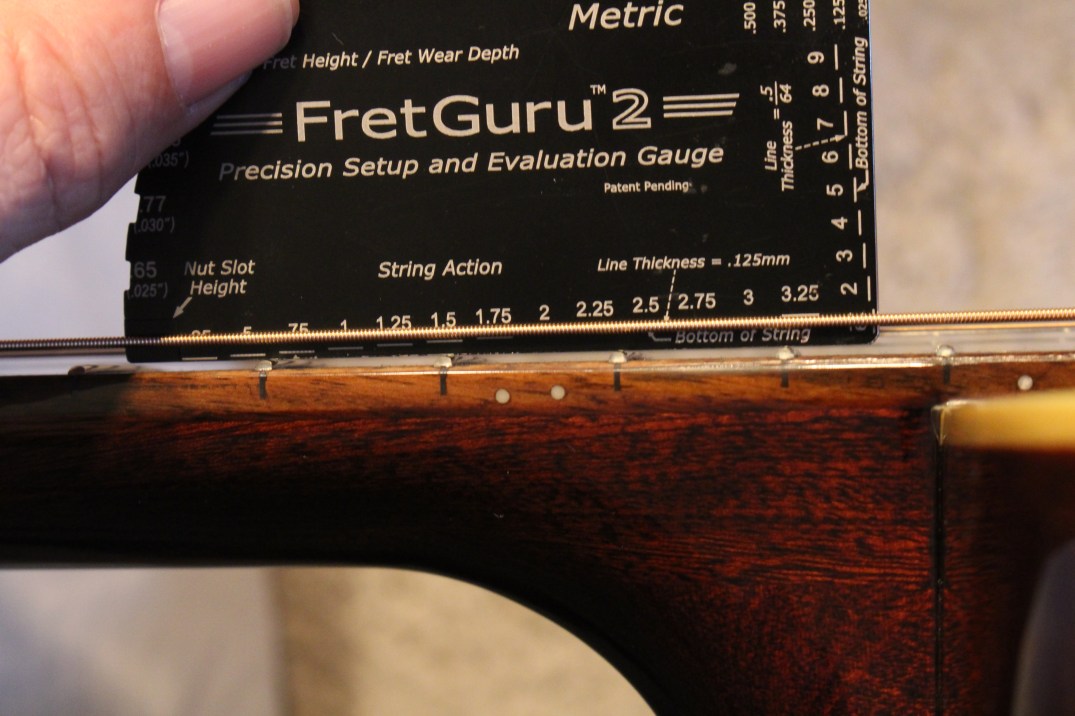 Metric
.500
.375
.250
.125
.025
Fret Height / Fret Wear Depth
FretGuru™2
Precision Setup and Evaluation Gauge
Patent Pending
.035")
.77
(.030")
.65
(.025")
Nut Slot
Height
String Action
Line Thickness = .125mm
.5 .75 1 1.25 1.5 1.75 2 2.25 2.5 2.75 3 3.25
Bottom of String
Line
Thickness = .5
64
9
8
7
6
5
4
3
2
Bottom of String